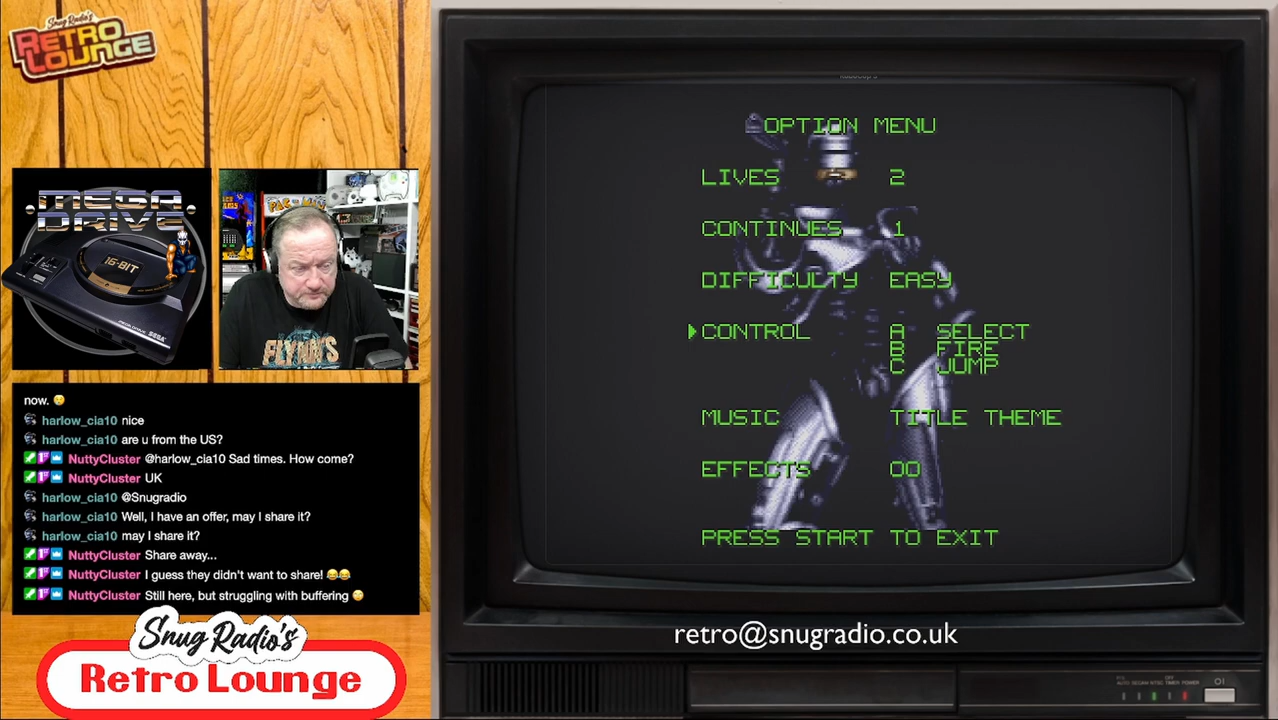 Snug Radio's
RETRO
LOUNGE
MEGA
DRIVE
16-BIT
SEGA
PAC-MAN
FLYNN'S
now. 😢
harlow_cia10 nice
harlow_cia10 are u from the US?
NuttyCluster @harlow_cia10 Sad times. How come?
NuttyCluster UK
harlow_cia10 @Snugradio
harlow_cia10 Well, I have an offer, may I share it?
harlow_cia10 may I share it?
NuttyCluster Share away...
NuttyCluster I guess they didn't want to share! 😂😂
NuttyCluster Still here, but struggling with buffering 😳
Snug Radio's
Retro Lounge
OPTION MENU
LIVES 2
CONTINUES 1
DIFFICULTY EASY
CONTROL A SELECT
B FIRE
C JUMP
MUSIC TITLE THEME
EFFECTS 00
PRESS START TO EXIT
retro@snugradio.co.uk